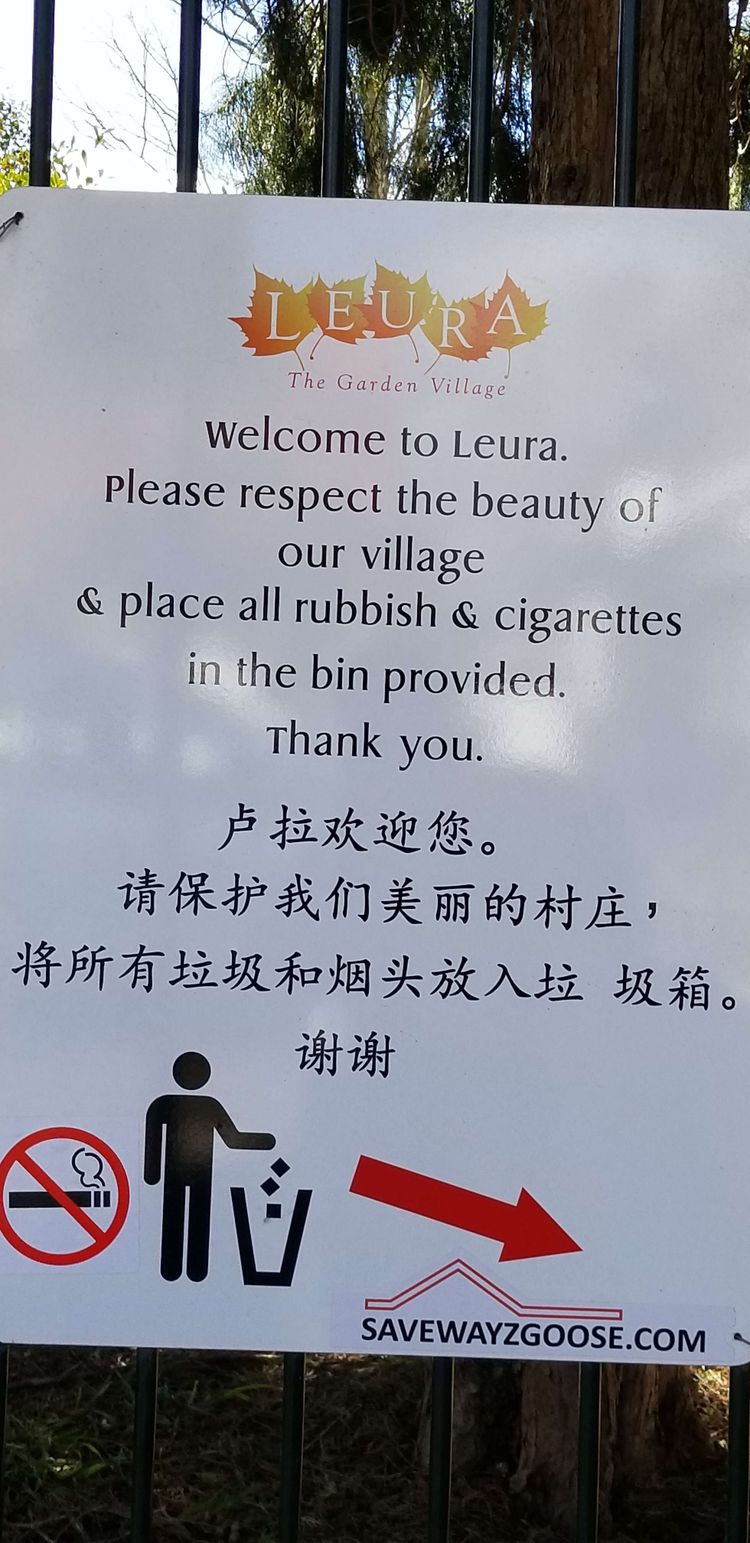 LEURA
The Garden Village
Welcome to Leura.
Please respect the beauty of
our village
& place all rubbish & cigarettes
in the bin provided.
Thank you.
卢拉欢迎您。
请保护我们美丽的村庄，
将所有垃圾和烟头放入垃 圾箱。
谢谢
SAVEWAYZGOOSE.COM